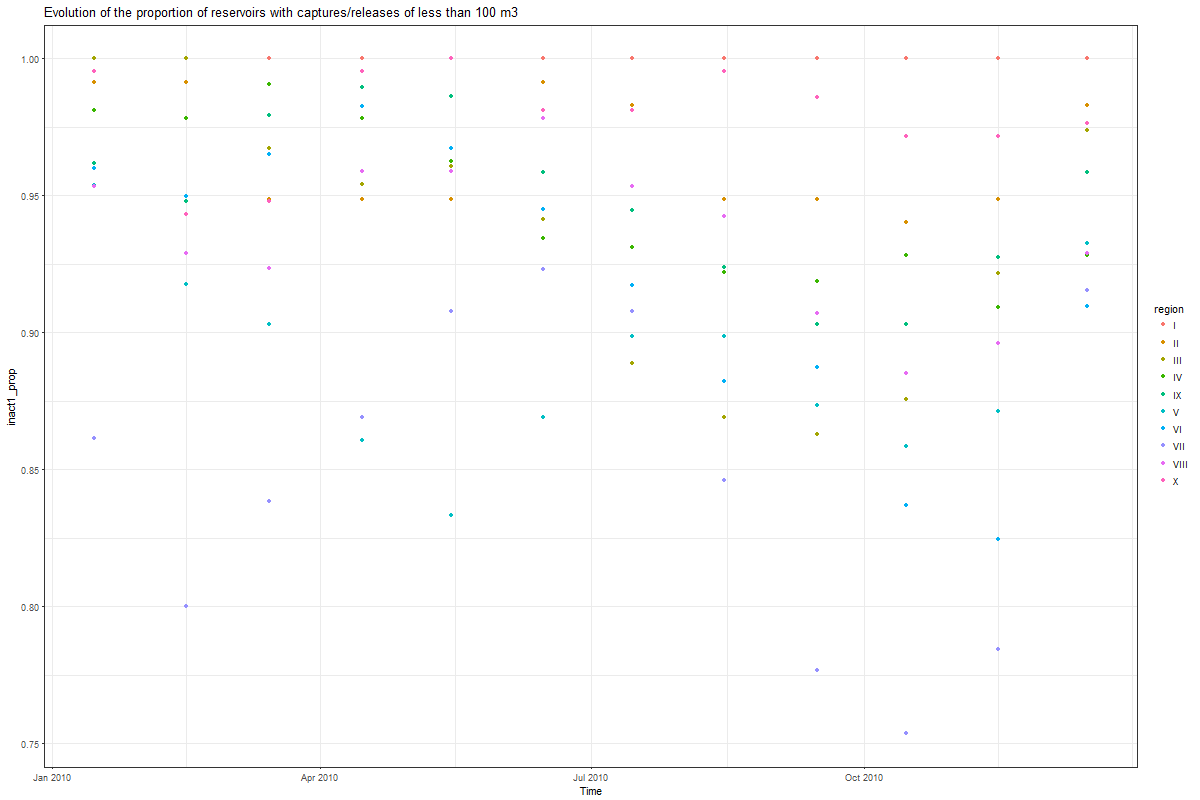 Evolution of the proportion of reservoirs with captures/releases of less than 100 m3
1.00
0.95
0.90
0.85
0.80
0.75
inact1_prop
Jan 2010
Apr 2010
Jul 2010
Oct 2010
Time
region
I
II
III
IV
IX
V
VI
VII
VIII
X